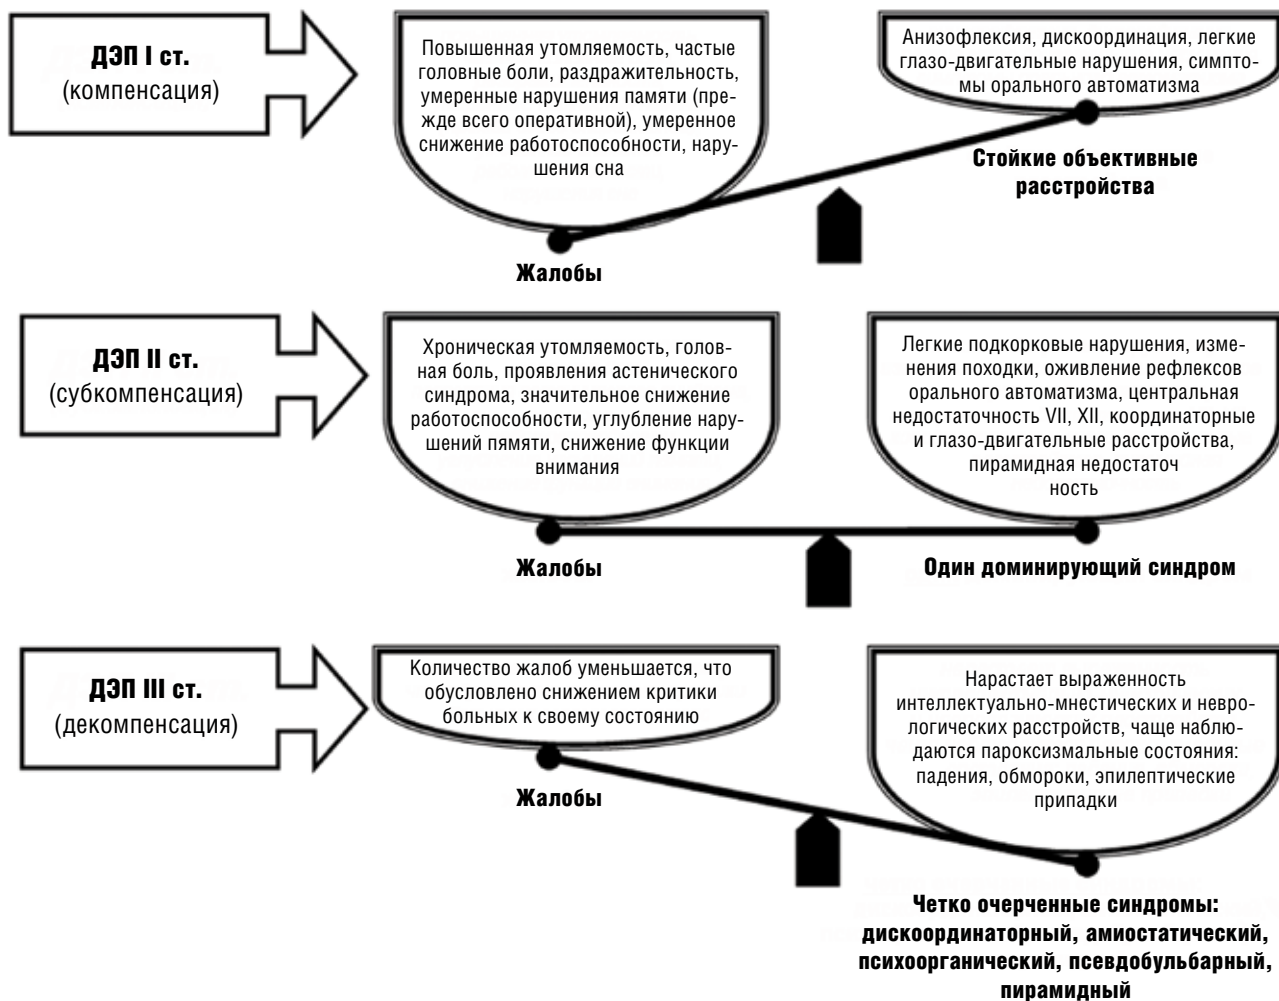 ДЭП I ст.
(компенсация)
Повышенная утомляемость, частые
головные боли, раздражительность,
умеренные нарушения памяти (пре-
жде всего оперативной), умеренное
снижение работоспособности, нару-
шения сна
Жалобы
Анизофлексия, дискоординация, легкие
глазо-двигательные нарушения, симпто-
мы орального автоматизма
Стойкие объективные
расстройства
ДЭП II ст.
(субкомпенсация)
Хроническая утомляемость, голов-
ная боль, проявления астенического
синдрома, значительное снижение
работоспособности, углубление нару-
шений пямяти, снижение функции
внимания
Жалобы
Легкие подкорковые нарушения, изме-
нения походки, оживление рефлексов
орального автоматизма, центральная
недостаточность VII, XII, координаторные
и глазо-двигательные расстройства,
пирамидная недостаточ
ность
Один доминирующий синдром
ДЭП III ст.
(декомпенсация)
Количество жалоб уменьшается, что
обусловлено снижением критики
больных к своему состоянию
Жалобы
Нарастает выраженность
интеллектуально-мнестических и невро-
логических расстройств, чаще наблю-
даются пароксизмальные состояния:
падения, обмороки, эпилептические
припадки
Четко очерченные синдромы:
дискоординаторный, амиостатический,
психоорганический, псевдобульбарный,
пирамидный